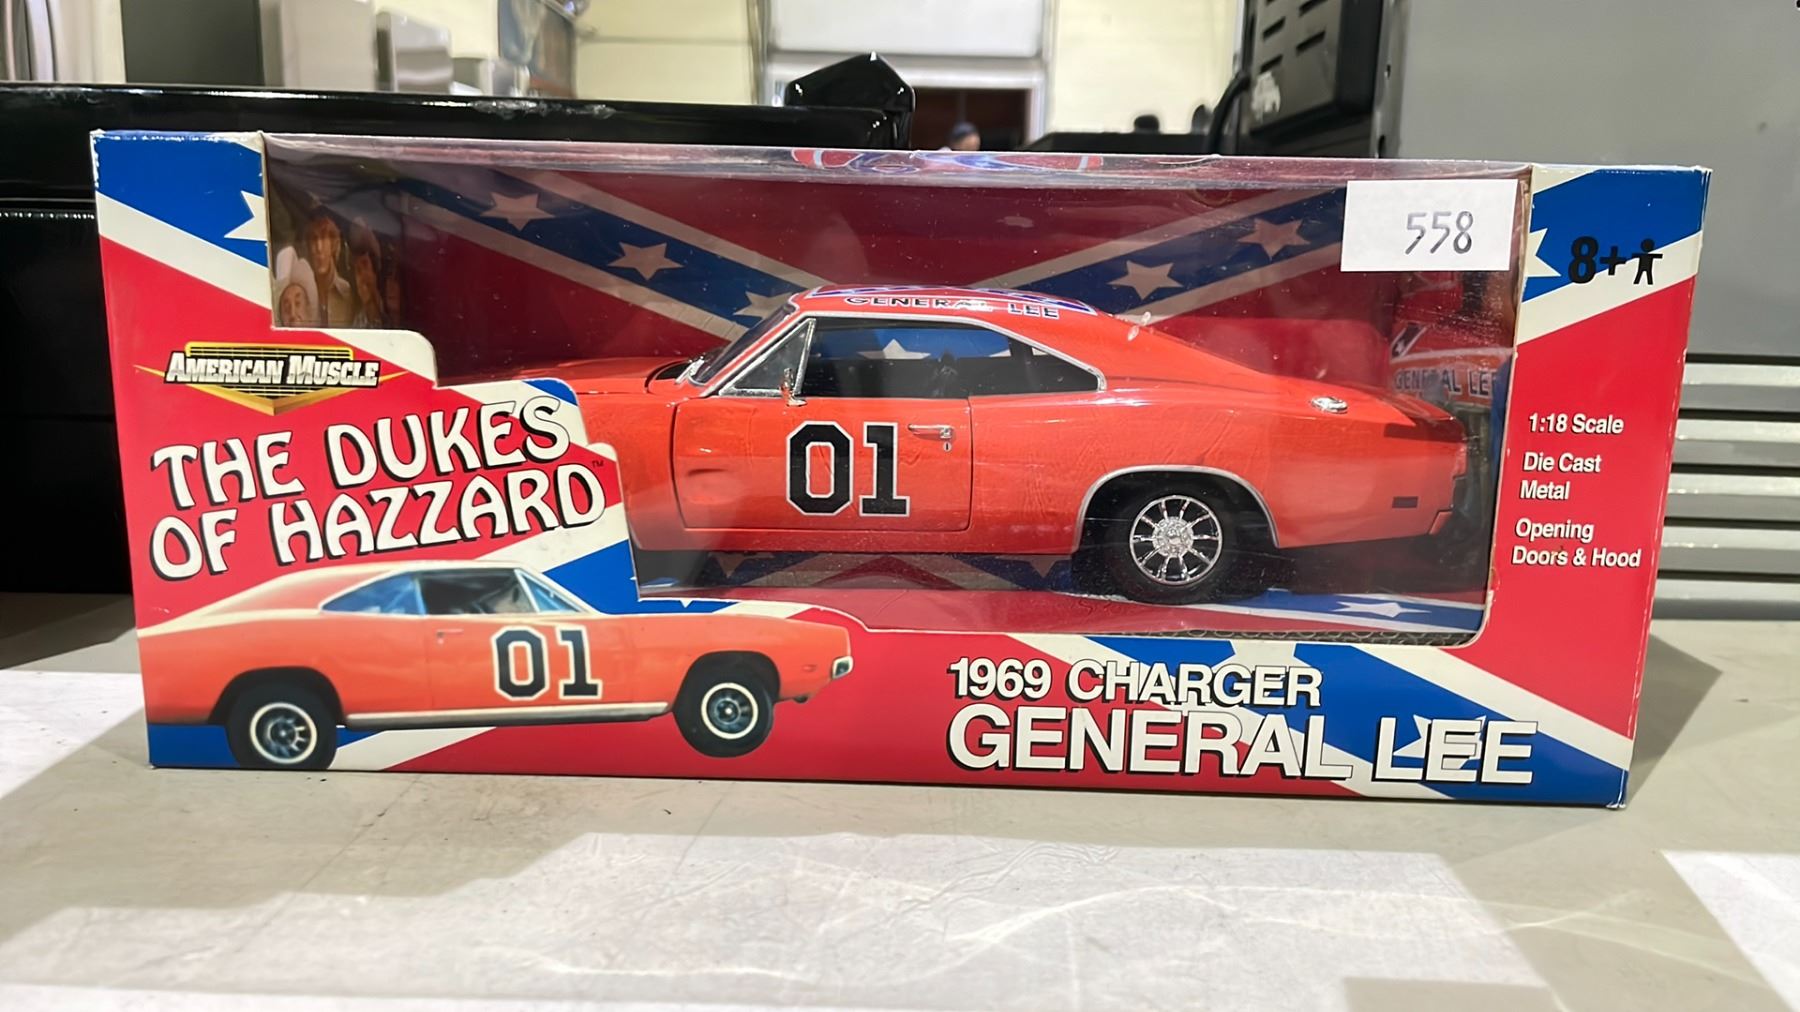 558
8+
GENERAL LEE
AMERICAN MUSCLE
THE DUKES
OF HAZZARD™
01
GENERAL LEE
1:18 Scale
Die Cast
Metal
Opening
Doors & Hood
01
1969 CHARGER
GENERAL LEE